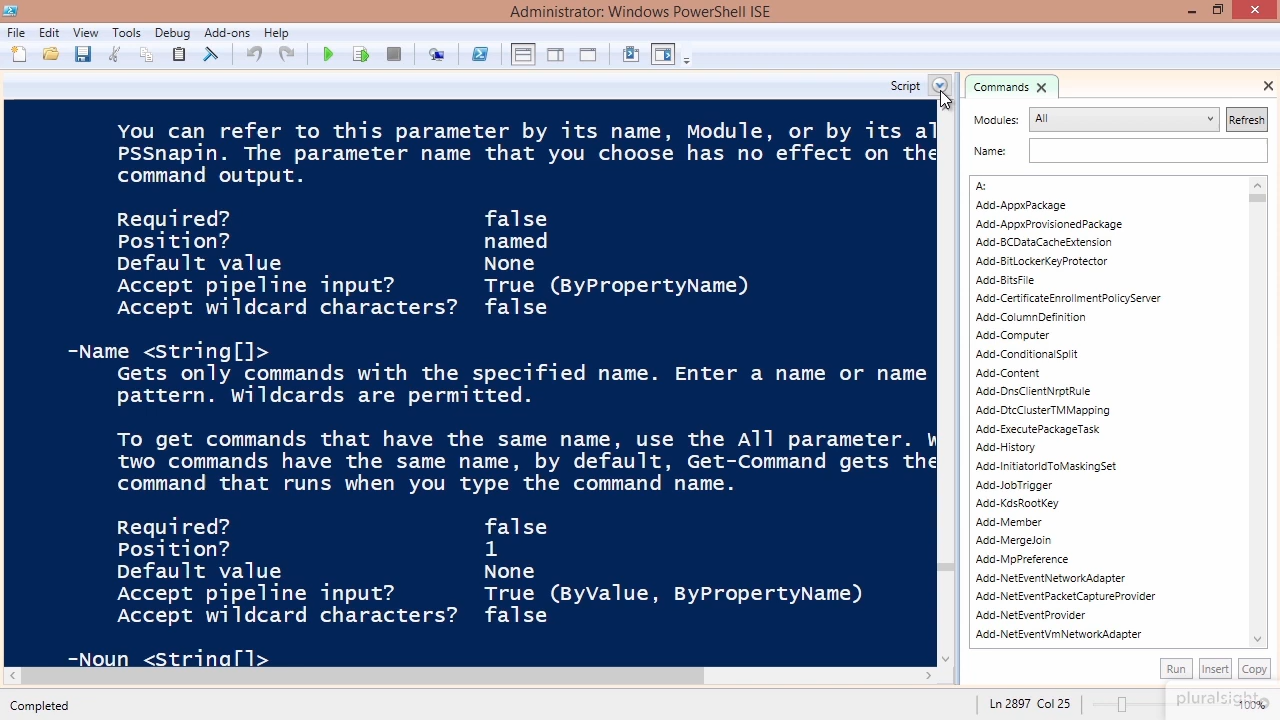 Administrator: Windows PowerShell ISE
File Edit View Tools Debug Add-ons Help
Script
You can refer to this parameter by its name, Module, or by its al
PSSnapin. The parameter name that you choose has no effect on the
command output.
Required? false
Position? named
Default value None
Accept pipeline input? True (ByPropertyName)
Accept wildcard characters? false
-Name <String[]>
Gets only commands with the specified name. Enter a name or name
pattern. Wildcards are permitted.
To get commands that have the same name, use the All parameter. W
two commands have the same name, by default, Get-Command gets the
command that runs when you type the command name.
Required? false
Position? 1
Default value None
Accept pipeline input? True (ByValue, ByPropertyName)
Accept wildcard characters? false
-Noun <String[]>
Commands
Modules: All Refresh
Name:
A:
Add-AppxPackage
Add-AppxProvisionedPackage
Add-BCDataCacheExtension
Add-BitLockerKeyProtector
Add-BitsFile
Add-CertificateEnrollmentPolicyServer
Add-ColumnDefinition
Add-Computer
Add-ConditionalSplit
Add-Content
Add-DnsClientNrptRule
Add-DtcClusterTMMapping
Add-ExecutePackageTask
Add-History
Add-InitiatorIdToMaskingSet
Add-JobTrigger
Add-KdsRootKey
Add-Member
Add-MergeJoin
Add-MpPreference
Add-NetEventNetworkAdapter
Add-NetEventPacketCaptureProvider
Add-NetEventProvider
Add-NetEventVmNetworkAdapter
Run Insert Copy
Completed
Ln 2897 Col 25
pluralsight
100%